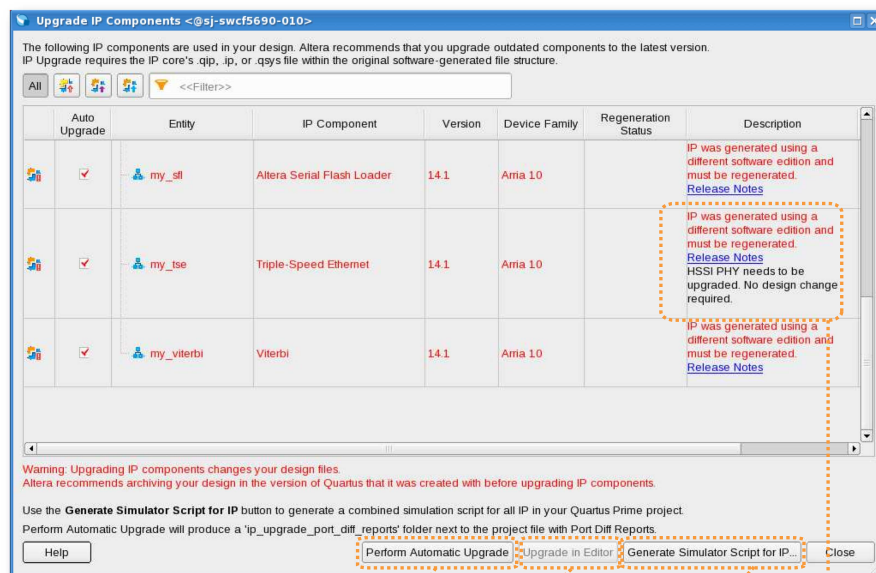 Upgrade IP Components <@sj-swcf5690-010>
The following IP components are used in your design. Altera recommends that you upgrade outdated components to the latest version.
IP Upgrade requires the IP core's .qip, .ip, or .qsys file within the original software-generated file structure.
All <<Filter>>
Auto Upgrade Entity IP Component Version Device Family Regeneration Status Description
my_sfl Altera Serial Flash Loader 14.1 Arria 10
IP was generated using a
different software edition and
must be regenerated.
Release Notes
my_tse Triple-Speed Ethernet 14.1 Arria 10
IP was generated using a
different software edition and
must be regenerated.
Release Notes
HSSI PHY needs to be
upgraded. No design change
required.
my_viterbi Viterbi 14.1 Arria 10
IP was generated using a
different software edition and
must be regenerated.
Release Notes
Warning: Upgrading IP components changes your design files.
Altera recommends archiving your design in the version of Quartus that it was created with before upgrading IP components.
Use the Generate Simulator Script for IP button to generate a combined simulation script for all IP in your Quartus Prime project.
Perform Automatic Upgrade will produce a 'ip_upgrade_port_diff_reports' folder next to the project file with Port Diff Reports.
Help Perform Automatic Upgrade Upgrade in Editor Generate Simulator Script for IP... Close